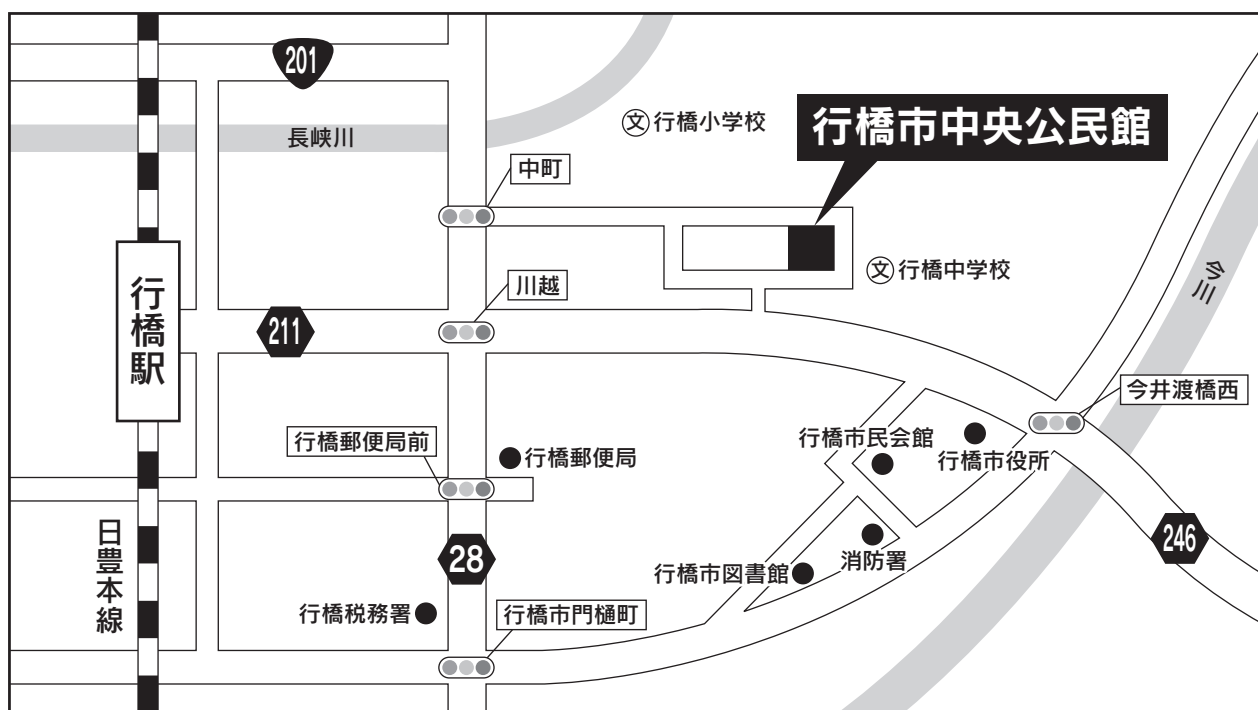 201
長峡川
文 行橋小学校
行橋市中央公民館
中町
文 行橋中学校
今川
川越
行橋駅
211
今井渡橋西
行橋郵便局前
行橋郵便局
行橋市民会館
行橋市役所
日豊本線
28
246
行橋市図書館
消防署
行橋税務署
行橋市門樋町